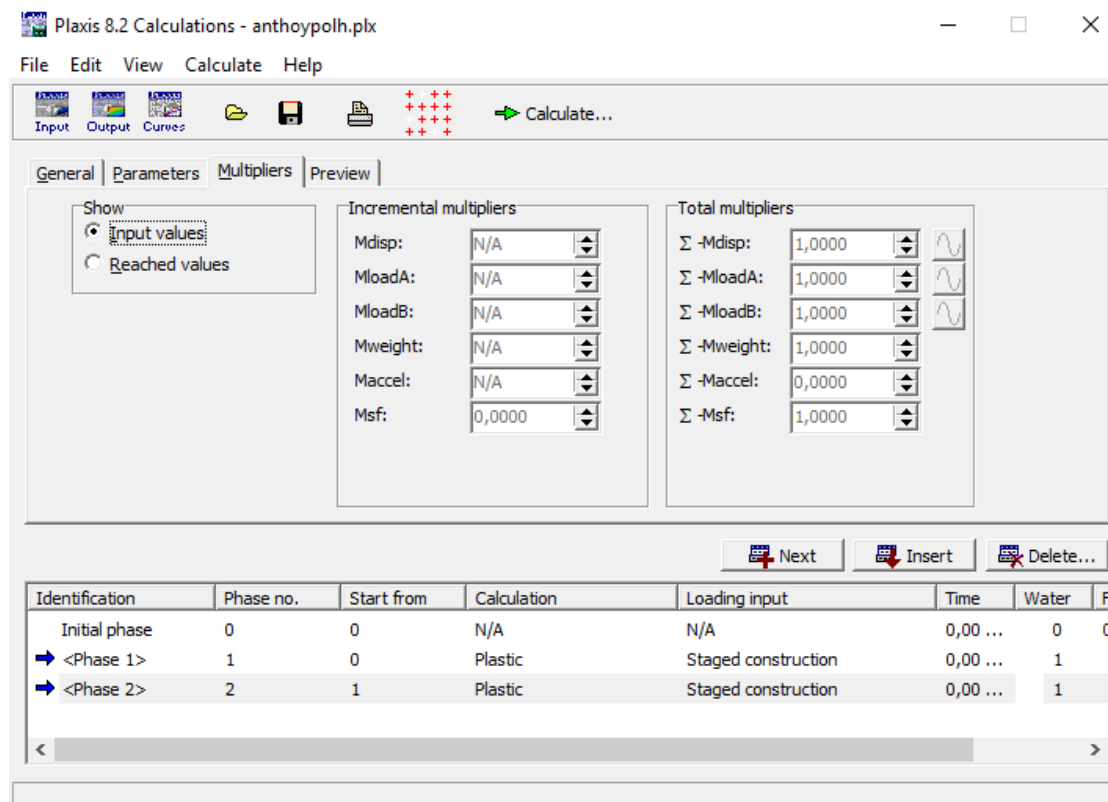 Plaxis 8.2 Calculations - anthoypolh.plx
File Edit View Calculate Help
Input Output Curves Calculate...
General Parameters Multipliers Preview
Show
Input values
Reached values
Incremental multipliers
Mdisp: N/A
MloadA: N/A
MloadB: N/A
Mweight: N/A
Maccel: N/A
Msf: 0,0000
Total multipliers
Σ -Mdisp: 1,0000
Σ -MloadA: 1,0000
Σ -MloadB: 1,0000
Σ -Mweight: 1,0000
Σ -Maccel: 0,0000
Σ -Msf: 1,0000
Next Insert Delete...
Identification Phase no. Start from Calculation Loading input Time Water F
Initial phase 0 0 N/A N/A 0,00 ... 0
<Phase 1> 1 0 Plastic Staged construction 0,00 ... 1
<Phase 2> 2 1 Plastic Staged construction 0,00 ... 1